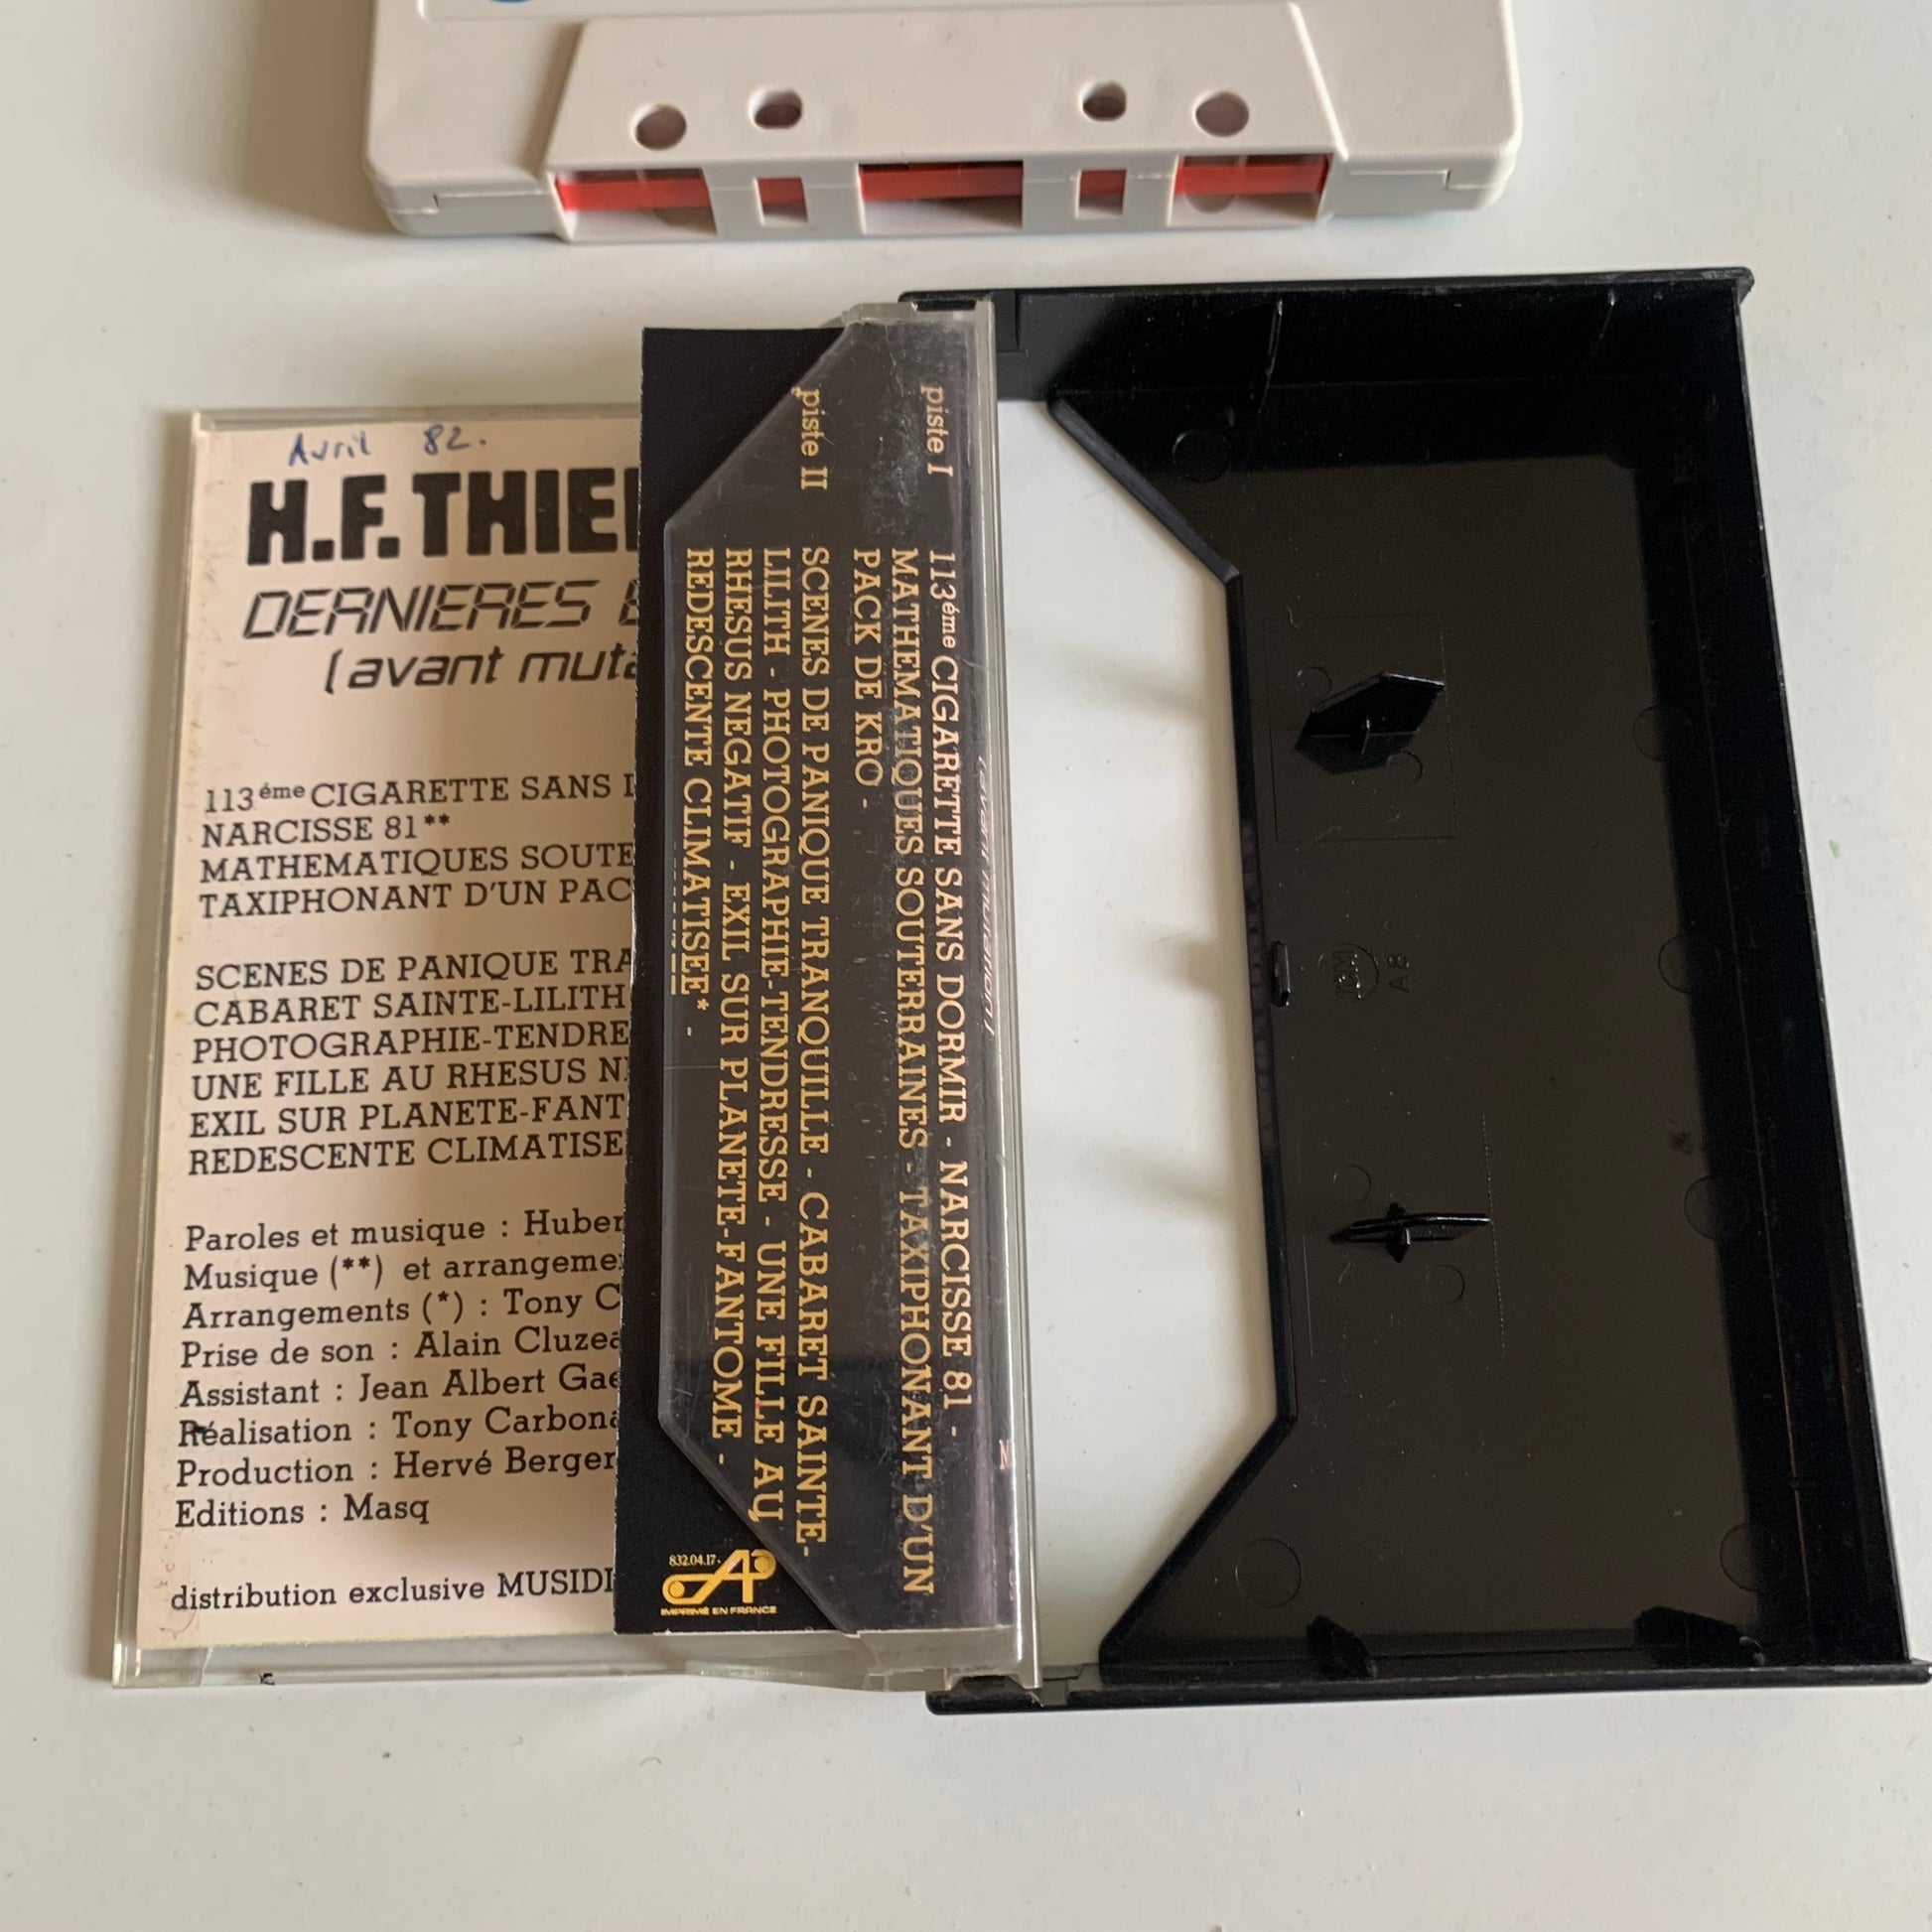 Avril 82.
H.F. THIE
DERNIERES
(avant muta
113éme CIGARETTE SANS
NARCISSE 81**
MATHEMATIQUES SOUTE
TAXIPHONANT D'UN PAC
SCENES DE PANIQUE TRA
CABARET SAINTE-LILITH
PHOTOGRAPHIE-TENDRE
UNE FILLE AU RHESUS N
EXIL SUR PLANETE-FANT
REDESCENTE CLIMATISE
Paroles et musique : Huber
Musique (**) et arrangeme
Arrangements (*) : Tony C
Prise de son : Alain Cluzea
Assistant : Jean Albert Gae
Réalisation : Tony Carbona
Production : Hervé Berger
Editions : Masq
distribution exclusive MUSIDI
(avant mutation)
piste I
113éme CIGARETTE SANS DORMIR - NARCISSE 81 -
MATHEMATIQUES SOUTERRAINES - TAXIPHONANT D'UN
PACK DE KRO -
piste II
SCENES DE PANIQUE TRANQUILLE - CABARET SAINTE-
LILITH - PHOTOGRAPHIE-TENDRESSE - UNE FILLE AU
RHESUS NEGATIF - EXIL SUR PLANETE-FANTOME -
REDESCENTE CLIMATISEE* -
832.04.17.
IMPRIMÉ EN FRANCE